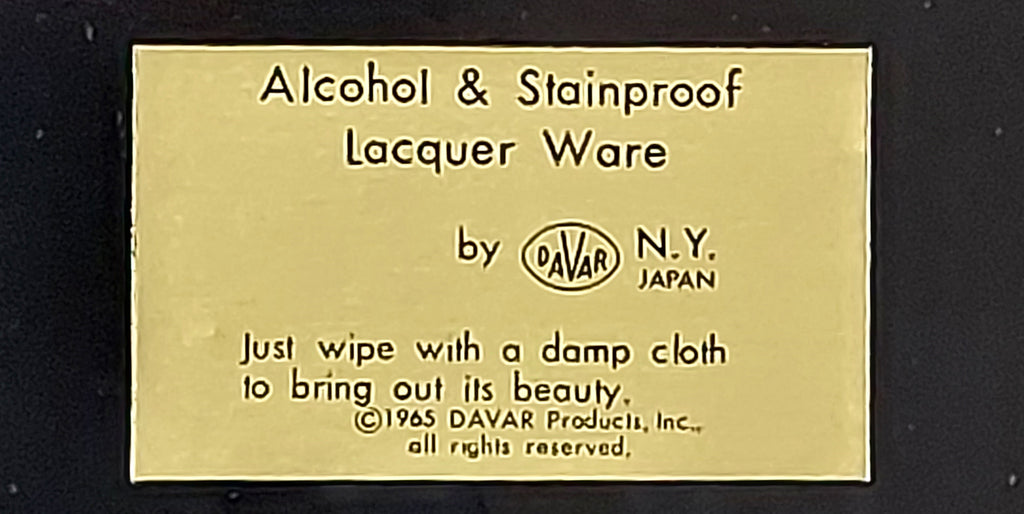 Alcohol & Stainproof
Lacquer Ware
by DAVAR N.Y.
JAPAN
Just wipe with a damp cloth
to bring out its beauty.
©1965 DAVAR Products, Inc.,
all rights reserved.